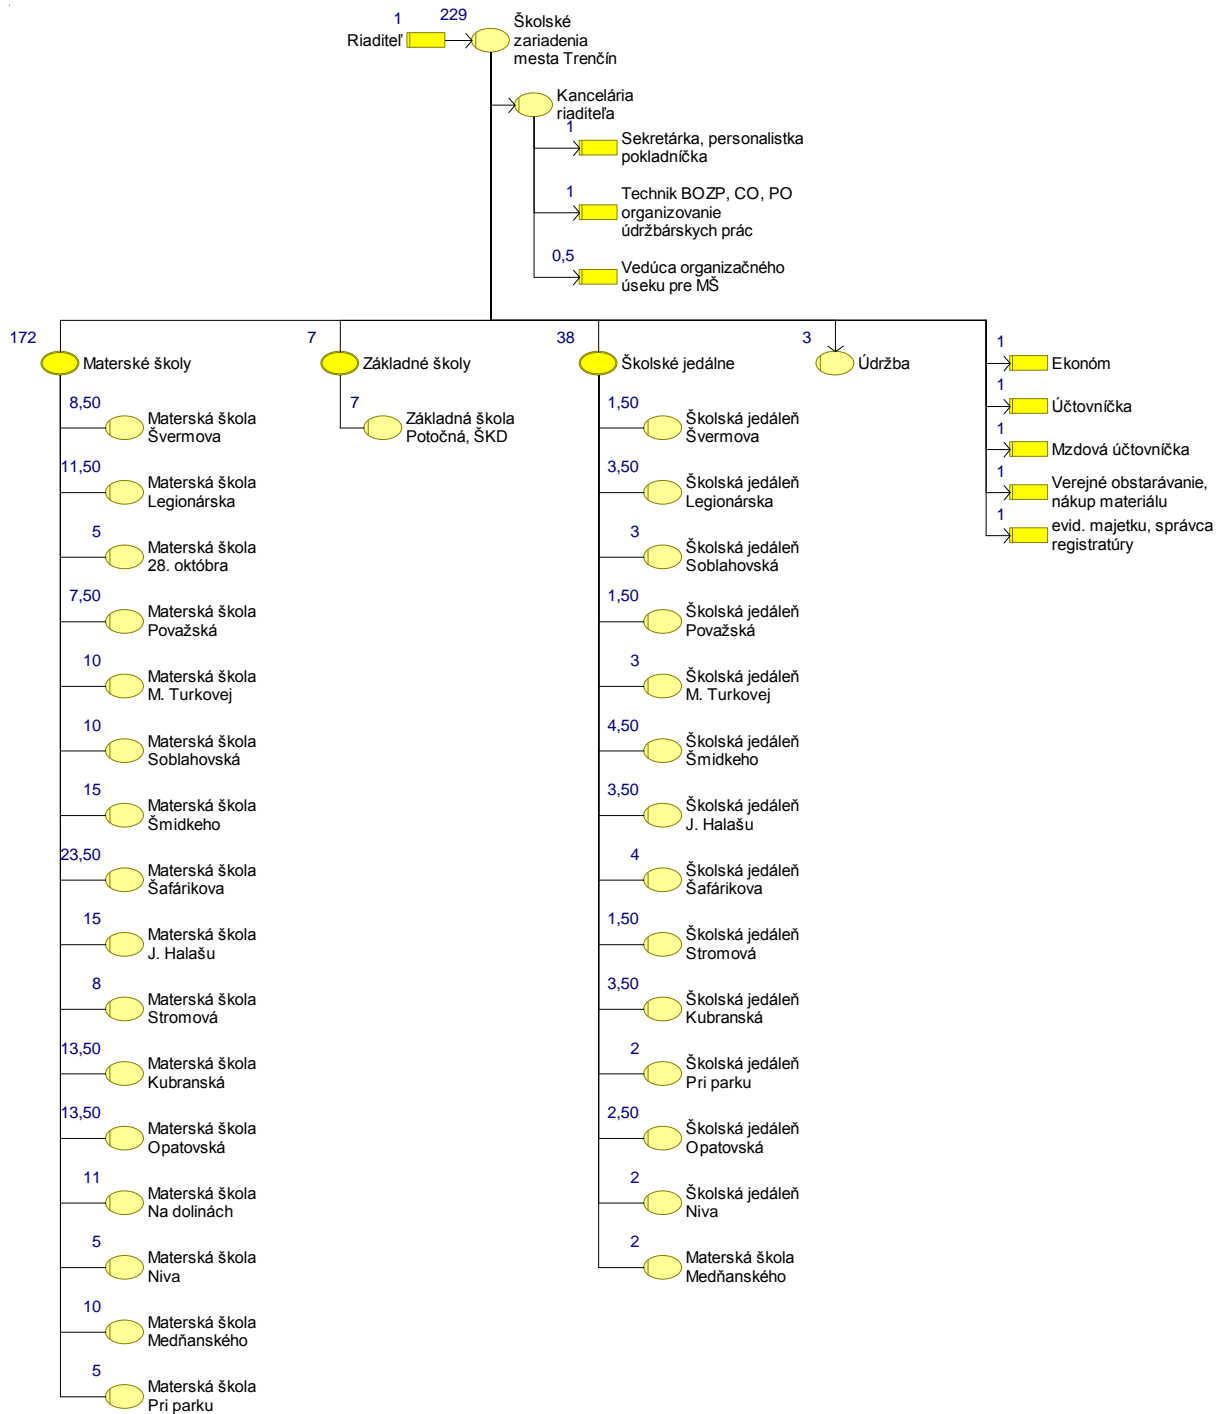 1
Riaditeľ
229
Školské
zariadenia
mesta Trenčín
Kancelária
riaditeľa
1
Sekretárka, personalistka
pokladníčka
1
Technik BOZP, CO, PO
organizovanie
údržbárskych prác
0,5
Vedúca organizačného
úseku pre MŠ
172
Materské školy
8,50
Materská škola
Švermova
11,50
Materská škola
Legionárska
5
Materská škola
28. októbra
7,50
Materská škola
Považská
10
Materská škola
M. Turkovej
10
Materská škola
Soblahovská
15
Materská škola
Šmidkeho
23,50
Materská škola
Šafárikova
15
Materská škola
J. Halašu
8
Materská škola
Stromová
13,50
Materská škola
Kubranská
13,50
Materská škola
Opatovská
11
Materská škola
Na dolinách
5
Materská škola
Niva
10
Materská škola
Medňanského
5
Materská škola
Pri parku
7
Základné školy
7
Základná škola
Potočná, ŠKD
38
Školské jedálne
1,50
Školská jedáleň
Švermova
3,50
Školská jedáleň
Legionárska
3
Školská jedáleň
Soblahovská
1,50
Školská jedáleň
Považská
3
Školská jedáleň
M. Turkovej
4,50
Školská jedáleň
Šmidkeho
3,50
Školská jedáleň
J. Halašu
4
Školská jedáleň
Šafárikova
1,50
Školská jedáleň
Stromová
3,50
Školská jedáleň
Kubranská
2
Školská jedáleň
Pri parku
2,50
Školská jedáleň
Opatovská
2
Školská jedáleň
Niva
2
Materská škola
Medňanského
3
Údržba
1
Ekonóm
1
Účtovníčka
1
Mzdová účtovníčka
1
Verejné obstarávanie,
nákup materiálu
1
evid. majetku, správca
registratúry